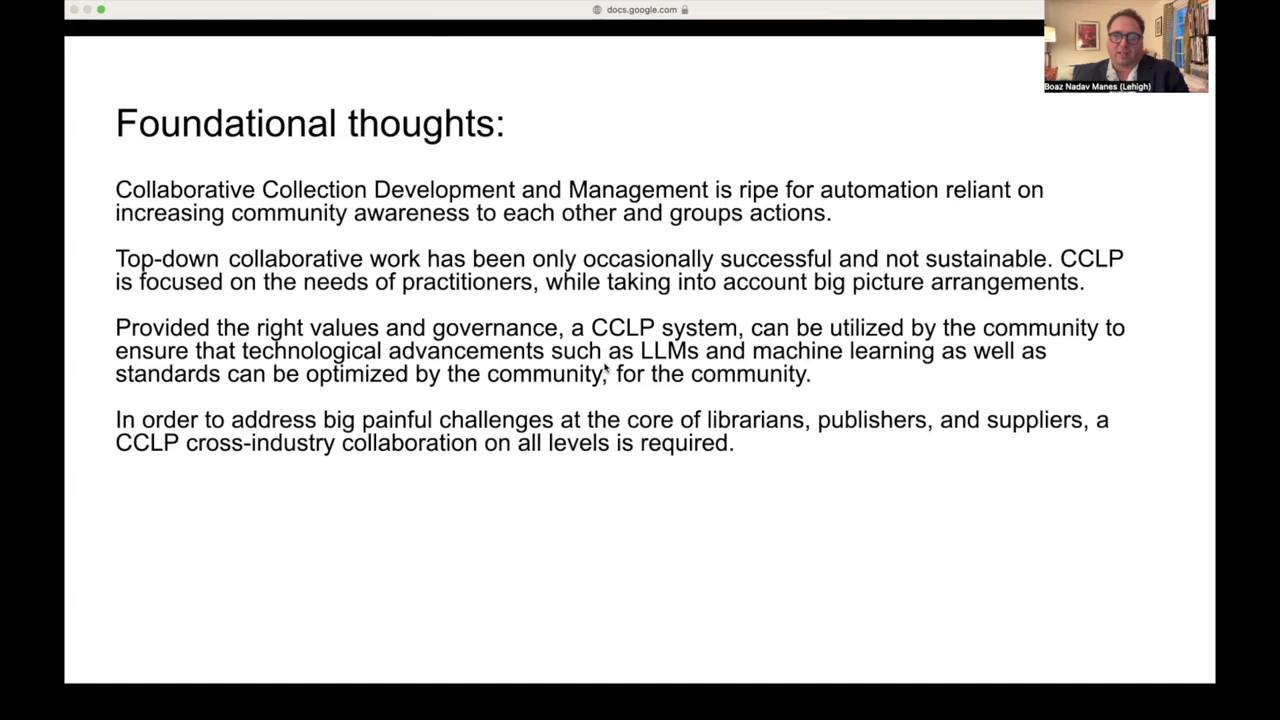 docs.google.com
Boaz Nadav Manes (Lehigh)
Foundational thoughts:
Collaborative Collection Development and Management is ripe for automation reliant on
increasing community awareness to each other and groups actions.
Top-down collaborative work has been only occasionally successful and not sustainable. CCLP
is focused on the needs of practitioners, while taking into account big picture arrangements.
Provided the right values and governance, a CCLP system, can be utilized by the community to
ensure that technological advancements such as LLMs and machine learning as well as
standards can be optimized by the community, for the community.
In order to address big painful challenges at the core of librarians, publishers, and suppliers, a
CCLP cross-industry collaboration on all levels is required.